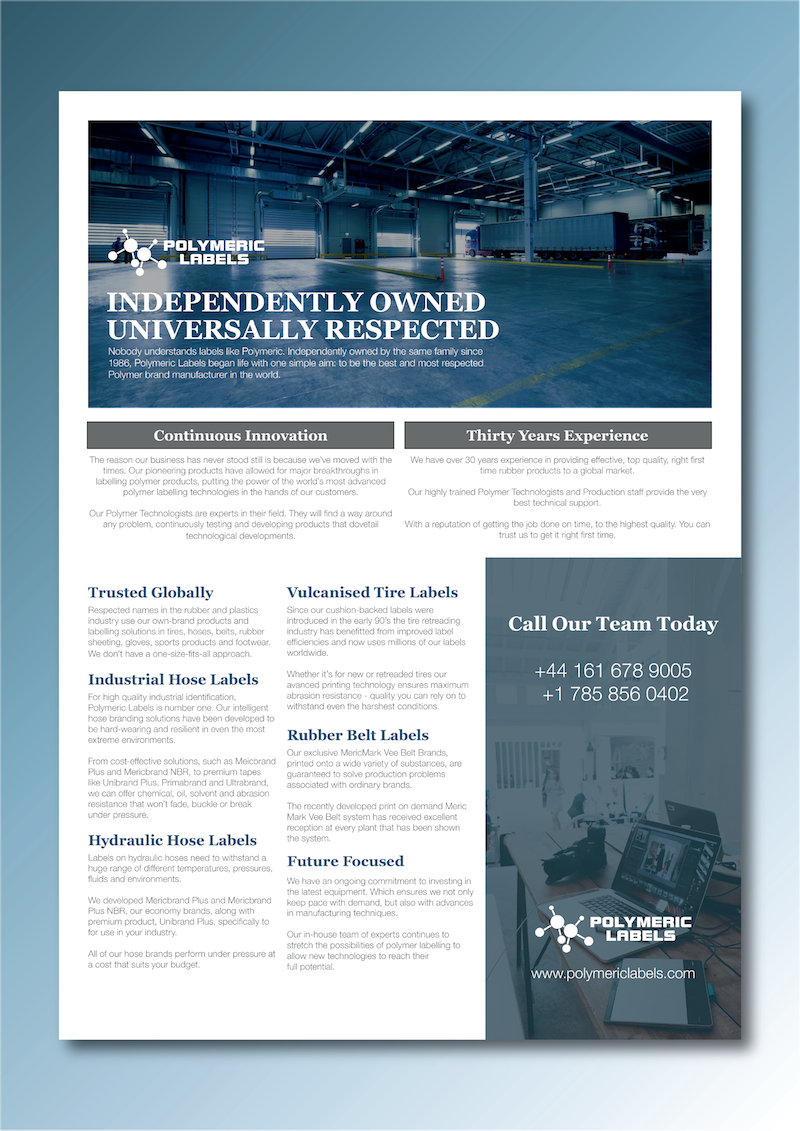 POLYMERIC
LABELS
INDEPENDENTLY OWNED
UNIVERSALLY RESPECTED
Nobody understands labels like Polymeric. Independently owned by the same family since
1986, Polymeric Labels began life with one simple aim: to be the best and most respected
Polymer brand manufacturer in the world.
Continuous Innovation
The reason our business has never stood still is because we've moved with the
times. Our pioneering products have allowed for major breakthroughs in
labelling polymer products, putting the power of the world's most advanced
polymer labelling technologies in the hands of our customers.
Our Polymer Technologists are experts in their field. They will find a way around
any problem, continuously testing and developing products that dovetail
technological developments.
Thirty Years Experience
We have over 30 years experience in providing effective, top quality, right first
time rubber products to a global market.
Our highly trained Polymer Technologists and Production staff provide the very
best technical support.
With a reputation of getting the job done on time, to the highest quality. You can
trust us to get it right first time.
Trusted Globally
Respected names in the rubber and plastics
industry use our own-brand products and
labelling solutions in tires, hoses, belts, rubber
sheeting, gloves, sports products and footwear.
We don't have a one-size-fits-all approach.
Industrial Hose Labels
For high quality industrial identification,
Polymeric Labels is number one. Our intelligent
hose branding solutions have been developed to
be hard-wearing and resilient in even the most
extreme environments.
From cost-effective solutions, such as Meicobrand
Plus and Mericbrand NBR, to premium tapes
like Unibrand Plus, Primabrand and Ultrabrand,
we can offer chemical, oil, solvent and abrasion
resistance that won't fade, buckle or break
under pressure.
Hydraulic Hose Labels
Labels on hydraulic hoses need to withstand a
huge range of different temperatures, pressures,
fluids and environments.
We developed Mericbrand Plus and Mericbrand
Plus NBR, our economy brands, along with
premium product, Unibrand Plus, specifically to
for use in your industry.
All of our hose brands perform under pressure at
a cost that suits your budget.
Vulcanised Tire Labels
Since our cushion-backed labels were
introduced in the early 90's the tire retreading
industry has benefitted from improved label
efficiencies and now uses millions of our labels
worldwide.
Whether it's for new or retreaded tires our
avanced printing technology ensures maximum
abrasion resistance - quality you can rely on to
withstand even the harshest conditions.
Rubber Belt Labels
Our exclusive MericMark Vee Belt Brands,
printed onto a wide variety of substances, are
guaranteed to solve production problems
associated with ordinary brands.
The recently developed print on demand Meric
Mark Vee Belt system has received excellent
reception at every plant that has been shown
the system.
Future Focused
We have an ongoing commitment to investing in
the latest equipment. Which ensures we not only
keep pace with demand, but also with advances
in manufacturing techniques.
Our in-house team of experts continues to
stretch the possibilities of polymer labelling to
allow new technologies to reach their
full potential.
Call Our Team Today
+44 161 678 9005
+1 785 856 0402
POLYMERIC
LABELS
www.polymericlabels.com